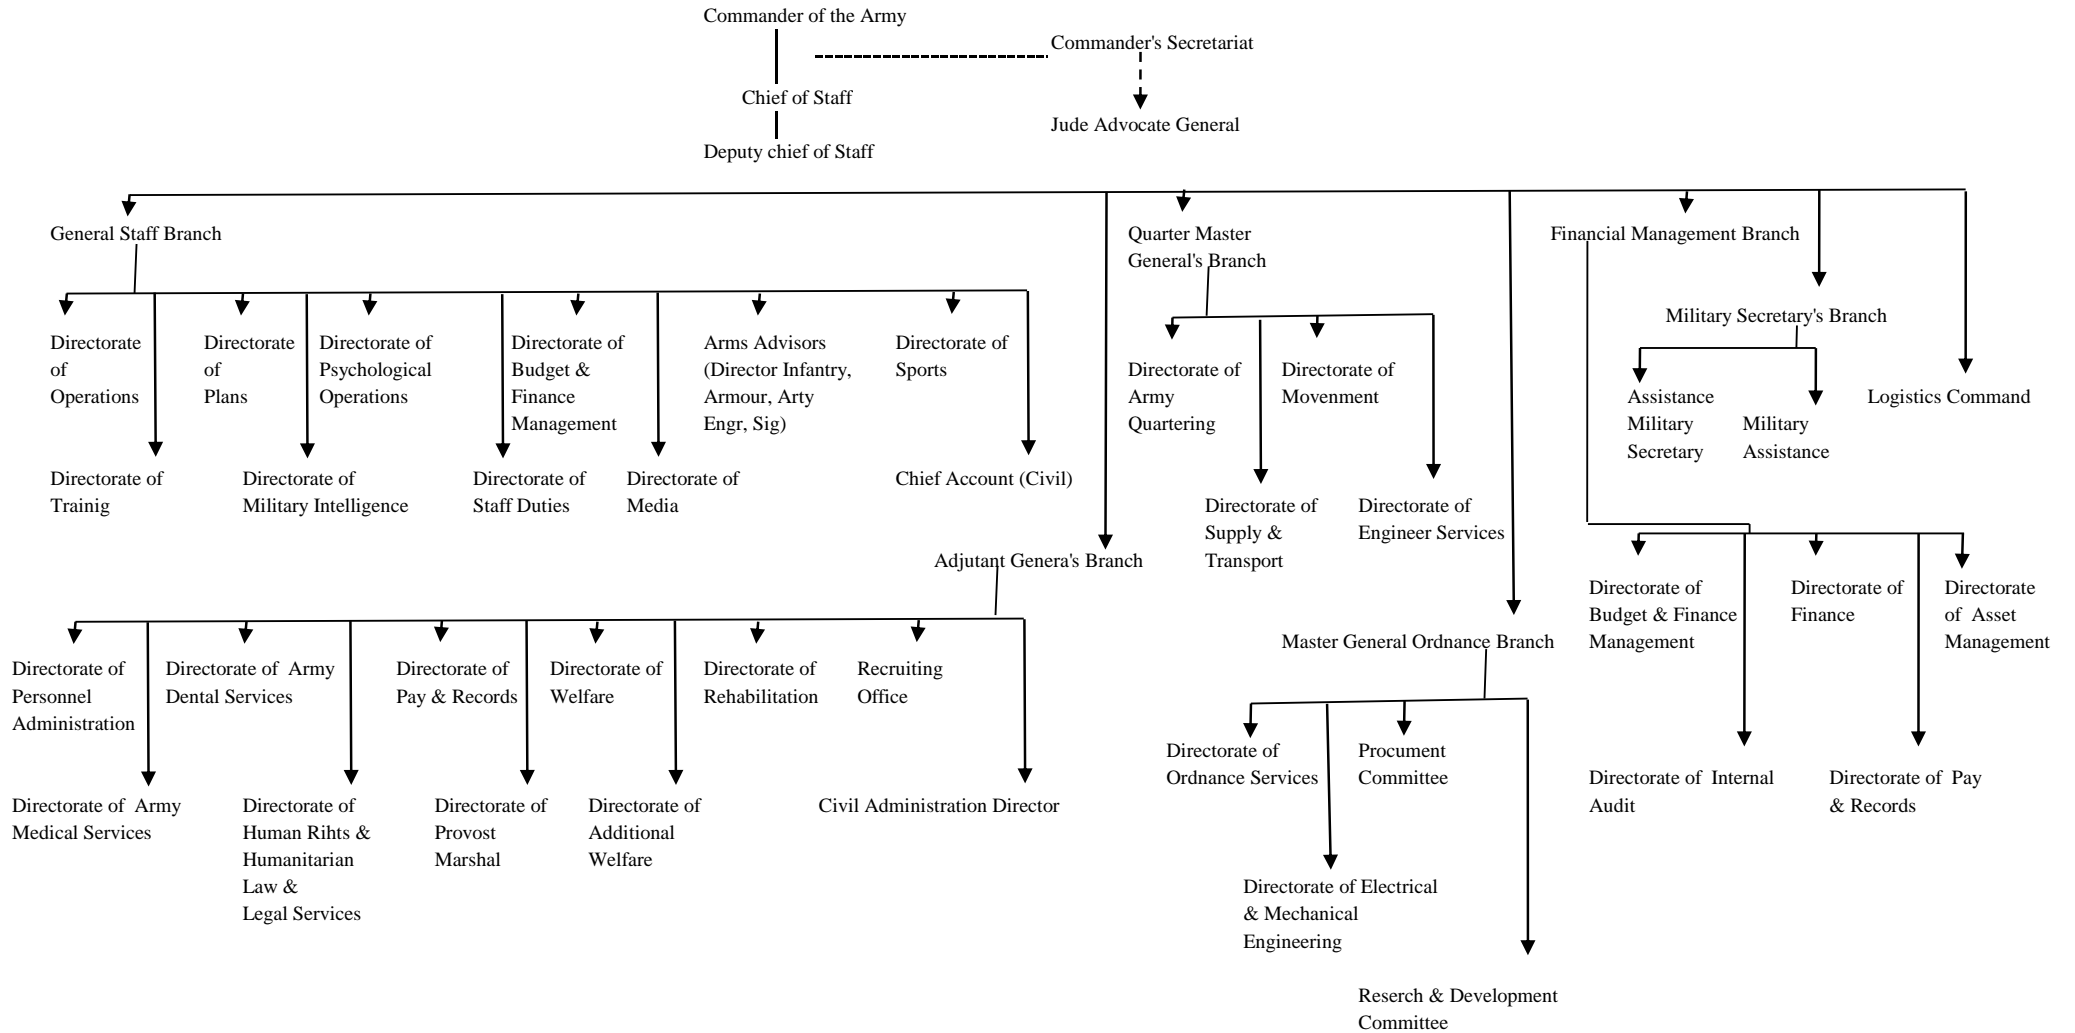 Commander of the Army
Commander's Secretariat
Chief of Staff
Jude Advocate General
Deputy chief of Staff
General Staff Branch
Quarter Master
General's Branch
Financial Management Branch
Military Secretary's Branch
Directorate
of
Operations
Directorate
of
Plans
Directorate of
Psychological
Operations
Directorate of
Budget &
Finance
Management
Arms Advisors
(Director Infantry,
Armour, Arty
Engr, Sig)
Directorate of
Sports
Directorate of
Army
Quartering
Directorate of
Movenment
Assistance
Military
Secretary
Military
Assistance
Logistics Command
Directorate of
Trainig
Directorate of
Military Intelligence
Directorate of
Staff Duties
Directorate of
Media
Chief Account (Civil)
Directorate of
Supply &
Transport
Directorate of
Engineer Services
Adjutant Genera's Branch
Directorate of
Budget & Finance
Management
Directorate of
Finance
Directorate
of Asset
Management
Master General Ordnance Branch
Directorate of
Personnel
Administration
Directorate of Army
Dental Services
Directorate of
Pay & Records
Directorate of
Welfare
Directorate of
Rehabilitation
Recruiting
Office
Directorate of
Ordnance Services
Procument
Committee
Directorate of Internal
Audit
Directorate of Pay
& Records
Directorate of Army
Medical Services
Directorate of
Human Rihts &
Humanitarian
Law &
Legal Services
Directorate of
Provost
Marshal
Directorate of
Additional
Welfare
Civil Administration Director
Directorate of Electrical
& Mechanical
Engineering
Reserch & Development
Committee